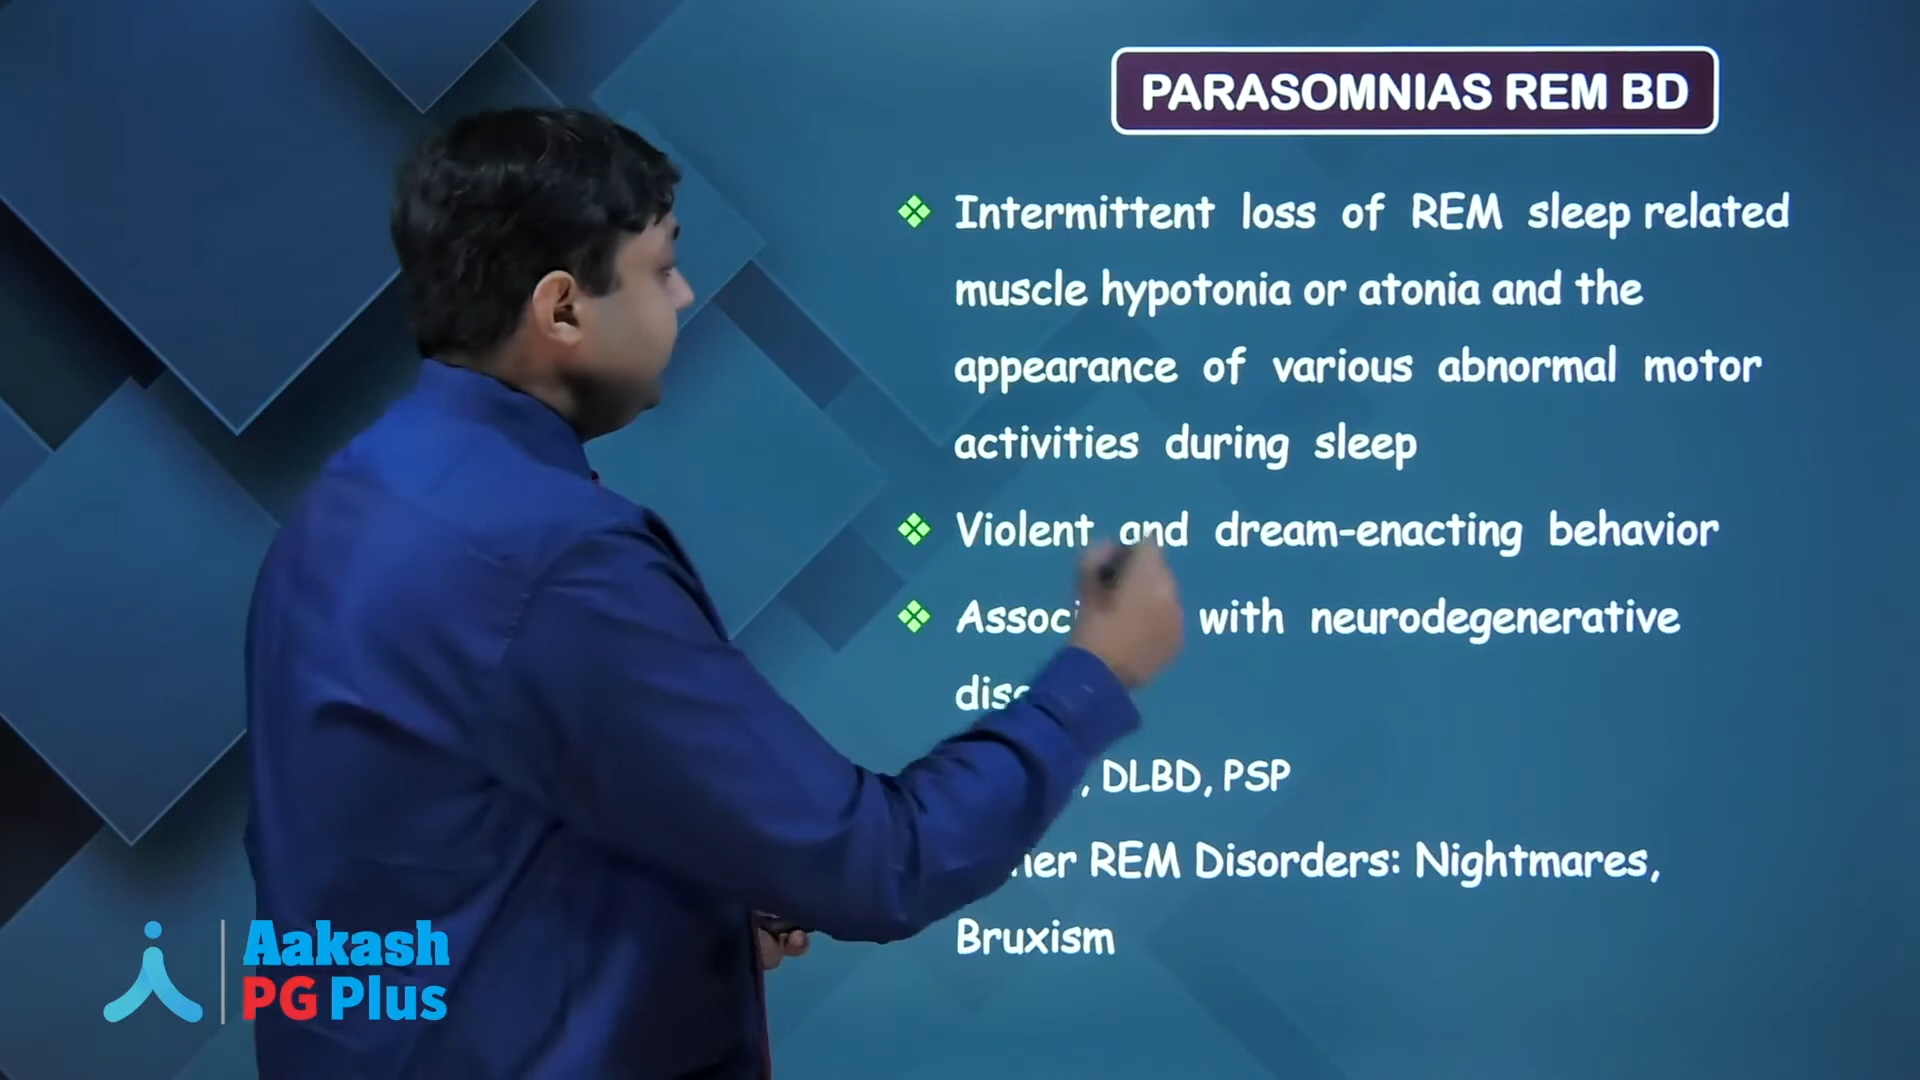 PARASOMNIAS REM BD
Intermittent loss of REM sleep related
muscle hypotonia or atonia and the
appearance of various abnormal motor
activities during sleep
Violent and dream-enacting behavior
with neurodegenerative
, DLBD, PSP
REM Disorders: Nightmares,
Bruxism
Aakash
PG Plus